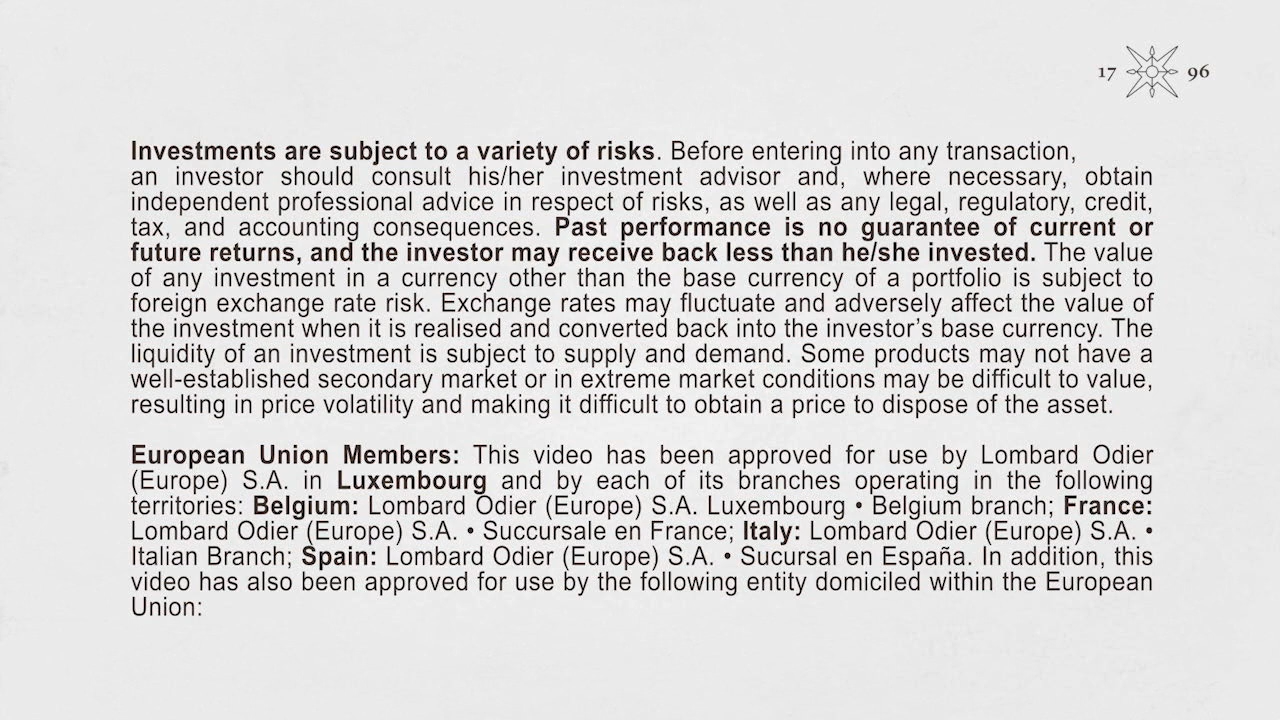 17 96
Investments are subject to a variety of risks. Before entering into any transaction,
an investor should consult his/her investment advisor and, where necessary, obtain
independent professional advice in respect of risks, as well as any legal, regulatory, credit,
tax, and accounting consequences. Past performance is no guarantee of current or
future returns, and the investor may receive back less than he/she invested. The value
of any investment in a currency other than the base currency of a portfolio is subject to
foreign exchange rate risk. Exchange rates may fluctuate and adversely affect the value of
the investment when it is realised and converted back into the investor’s base currency. The
liquidity of an investment is subject to supply and demand. Some products may not have a
well-established secondary market or in extreme market conditions may be difficult to value,
resulting in price volatility and making it difficult to obtain a price to dispose of the asset.
European Union Members: This video has been approved for use by Lombard Odier
(Europe) S.A. in Luxembourg and by each of its branches operating in the following
territories: Belgium: Lombard Odier (Europe) S.A. Luxembourg • Belgium branch; France:
Lombard Odier (Europe) S.A. • Succursale en France; Italy: Lombard Odier (Europe) S.A. •
Italian Branch; Spain: Lombard Odier (Europe) S.A. • Sucursal en España. In addition, this
video has also been approved for use by the following entity domiciled within the European
Union: